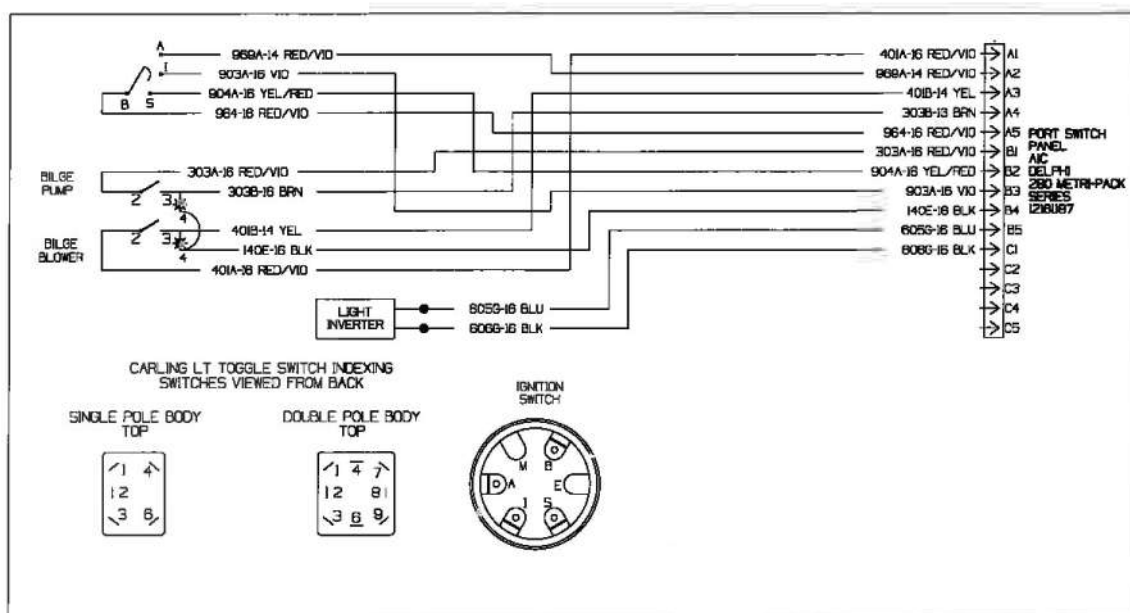 A
I
B S
969A-14 RED/VIO
903A-16 VIO
904A-16 YEL/RED
964-16 RED/VIO
BILGE PUMP
303A-16 RED/VIO
303B-16 BRN
2 3
4
BILGE BLOWER
2 3
4
401B-14 YEL
140E-16 BLK
401A-16 RED/VIO
LIGHT INVERTER
605G-16 BLU
606G-16 BLK
401A-16 RED/VIO A1
969A-14 RED/VIO A2
401B-14 YEL A3
303B-13 BRN A4
964-16 RED/VIO A5
303A-16 RED/VIO B1
904A-16 YEL/RED B2
903A-16 VIO B3
140E-16 BLK B4
605G-16 BLU B5
606G-16 BLK C1
C2
C3
C4
C5
PORT SWITCH
PANEL
AIC
DELPHI
280 METRI-PACK
SERIES
CARLING LT TOGGLE SWITCH INDEXING
SWITCHES VIEWED FROM BACK
SINGLE POLE BODY
TOP
1 4
2
3 6
DOUBLE POLE BODY
TOP
1 4 7
2 8
3 6 9
IGNITION
SWITCH
M B
A E
I S